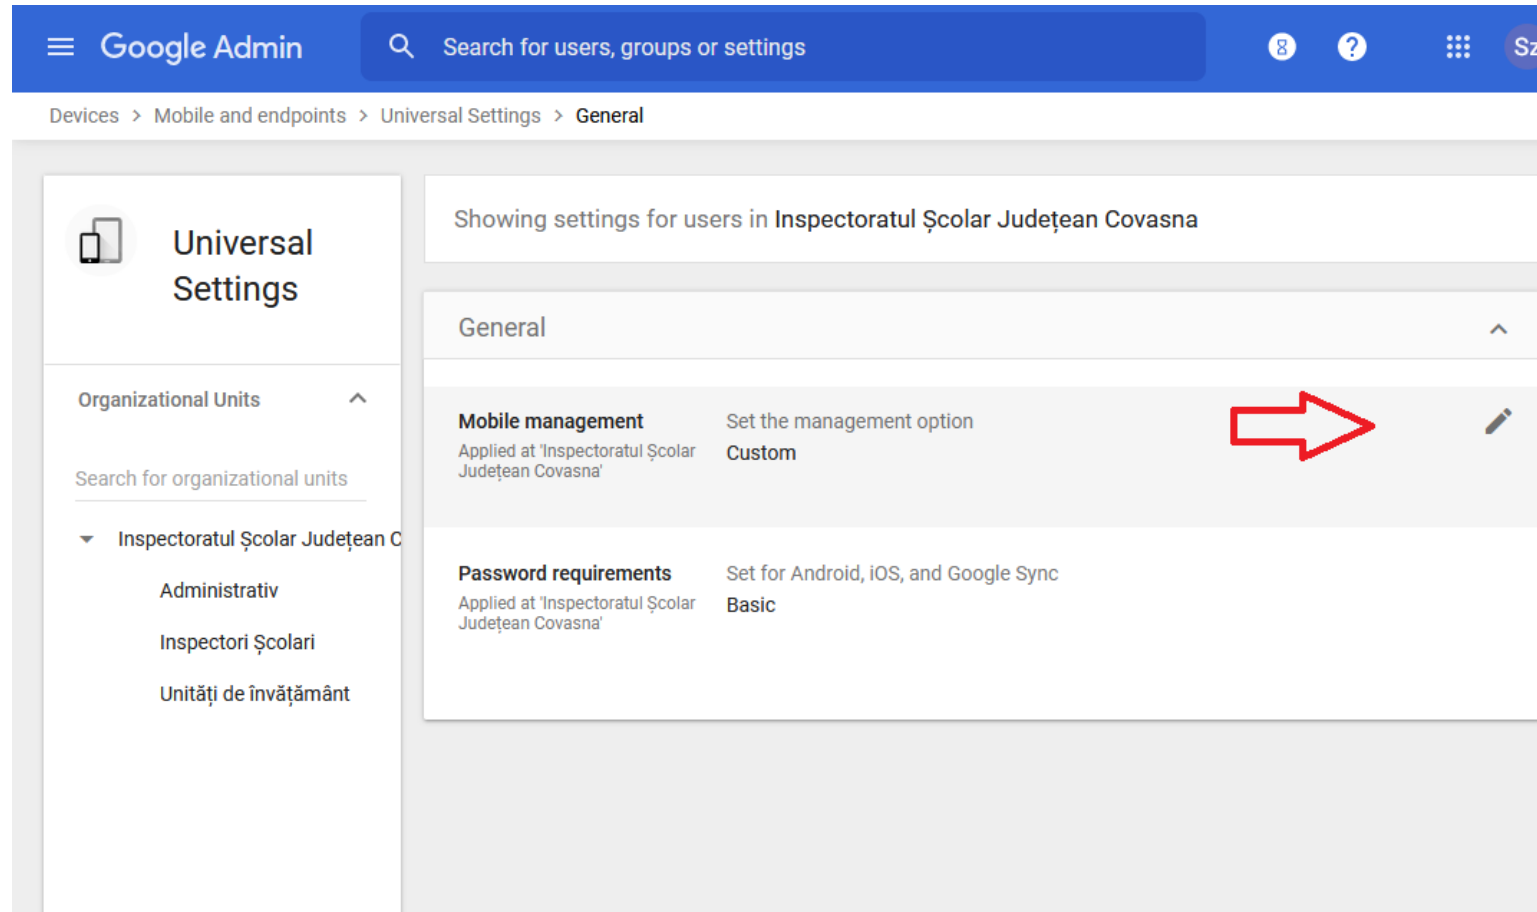 Google Admin
Search for users, groups or settings
Sz
Devices > Mobile and endpoints > Universal Settings > General
Universal
Settings
Organizational Units
Search for organizational units
Inspectoratul Școlar Județean C
Administrativ
Inspectori Școlari
Unități de învățământ
Showing settings for users in Inspectoratul Școlar Județean Covasna
General
Mobile management
Applied at 'Inspectoratul Școlar
Județean Covasna'
Set the management option
Custom
Password requirements
Applied at 'Inspectoratul Școlar
Județean Covasna'
Set for Android, iOS, and Google Sync
Basic